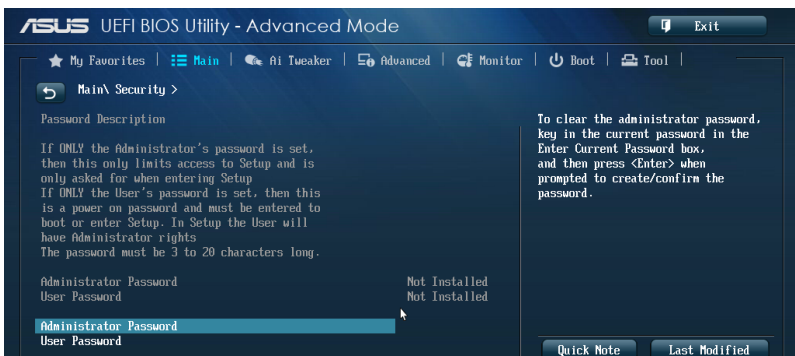 ASUS UEFI BIOS Utility - Advanced Mode
Exit
My Favorites | Main | Ai Tweaker | Advanced | Monitor | Boot | Tool |
Main\ Security >
Password Description
If ONLY the Administrator's password is set,
then this only limits access to Setup and is
only asked for when entering Setup
If ONLY the User's password is set, then this
is a power on password and must be entered to
boot or enter Setup. In Setup the User will
have Administrator rights
The password must be 3 to 20 characters long.
Administrator Password Not Installed
User Password Not Installed
Administrator Password
User Password
To clear the administrator password,
key in the current password in the
Enter Current Password box,
and then press <Enter> when
prompted to create/confirm the
password.
Quick Note
Last Modified